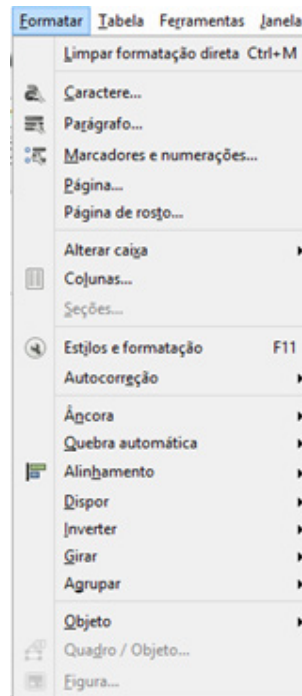 Formatar Tabela Ferramentas Janela
Limpar formatação direta Ctrl+M
Caractere...
Parágrafo...
Marcadores e numerações...
Página...
Página de rosto...
Alterar caixa
Colunas...
Seções...
Estilos e formatação F11
Autocorreção
Âncora
Quebra automática
Alinhamento
Dispor
Inverter
Girar
Agrupar
Objeto
Quadro / Objeto...
Figura...